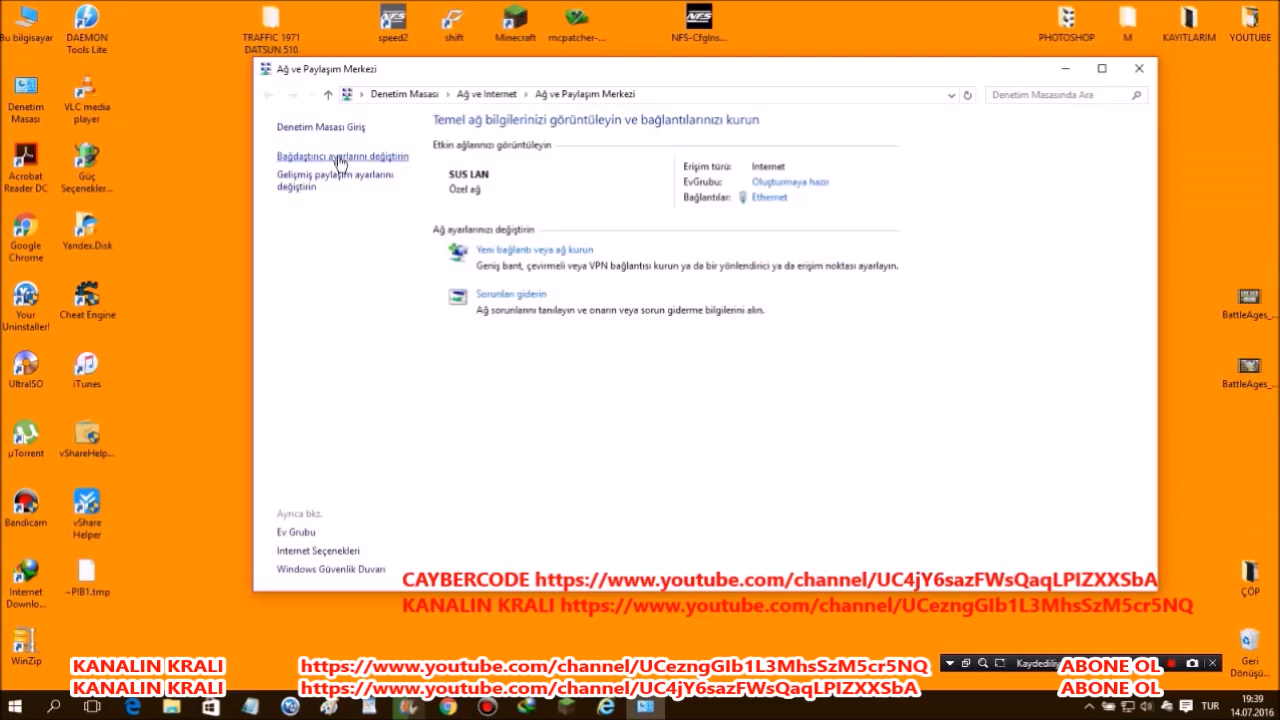 Bu bilgisayar
DAEMON
Tools Lite
TRAFFIC 1971
DATSUN 510
speed2
shift
Minecraft
mcpatcher-...
NFS-CfgIns...
PHOTOSHOP
M
KAYITLARIM
YOUTUBE
Denetim
Masası
VLC media
player
Acrobat
Reader DC
Güç
Seçenekler...
Google
Chrome
Yandex.Disk
Your
Uninstaller!
Cheat Engine
UltraISO
iTunes
µTorrent
vShareHelp...
Bandicam
vShare
Helper
Internet
Downlo...
~PIB1.tmp
WinZip
Ağ ve Paylaşım Merkezi
Denetim Masası > Ağ ve Internet > Ağ ve Paylaşım Merkezi
Denetim Masasında Ara
Denetim Masası Giriş
Bağdaştırıcı ayarlarını değiştirin
Gelişmiş paylaşım ayarlarını
değiştirin
Temel ağ bilgilerinizi görüntüleyin ve bağlantılarınızı kurun
Etkin ağlarınızı görüntüleyin
SUS LAN
Özel ağ
Erişim türü: Internet
EvGrubu: Oluşturmaya hazır
Bağlantılar: Ethernet
Ağ ayarlarınızı değiştirin
Yeni bağlantı veya ağ kurun
Geniş bant, çevirmeli veya VPN bağlantısı kurun ya da bir yönlendirici ya da erişim noktası ayarlayın.
Sorunları giderin
Ağ sorunlarını tanılayın ve onarın veya sorun giderme bilgilerini alın.
Ayrıca bkz.
Ev Grubu
Internet Seçenekleri
Windows Güvenlik Duvarı
BattleAges_...
BattleAges_...
ÇÖP
Geri
Dönüşü...
CAYBERCODE https://www.youtube.com/channel/UC4jY6sazFWsQaqLPIZXXSbA
KANALIN KRALI https://www.youtube.com/channel/UCezngGIb1L3MhsSzM5cr5NQ
KANALIN KRALI https://www.youtube.com/channel/UCezngGIb1L3MhsSzM5cr5NQ ABONE OL
KANALIN KRALI https://www.youtube.com/channel/UC4jY6sazFWsQaqLPIZXXSbA ABONE OL
TUR
19:39
14.07.2016